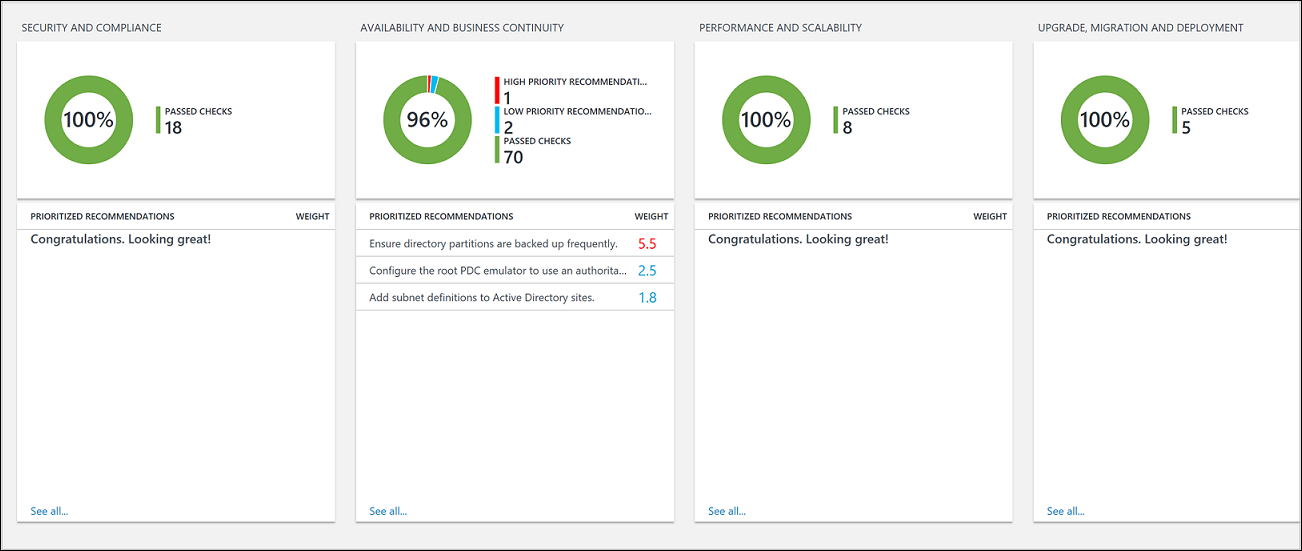 SECURITY AND COMPLIANCE
100%
PASSED CHECKS
18
PRIORITIZED RECOMMENDATIONS WEIGHT
Congratulations. Looking great!
See all...
AVAILABILITY AND BUSINESS CONTINUITY
96%
HIGH PRIORITY RECOMMENDATI...
1
LOW PRIORITY RECOMMENDATIO...
2
PASSED CHECKS
70
PRIORITIZED RECOMMENDATIONS WEIGHT
Ensure directory partitions are backed up frequently. 5.5
Configure the root PDC emulator to use an authorita... 2.5
Add subnet definitions to Active Directory sites. 1.8
See all...
PERFORMANCE AND SCALABILITY
100%
PASSED CHECKS
8
PRIORITIZED RECOMMENDATIONS WEIGHT
Congratulations. Looking great!
See all...
UPGRADE, MIGRATION AND DEPLOYMENT
100%
PASSED CHECKS
5
PRIORITIZED RECOMMENDATIONS
Congratulations. Looking great!
See all...